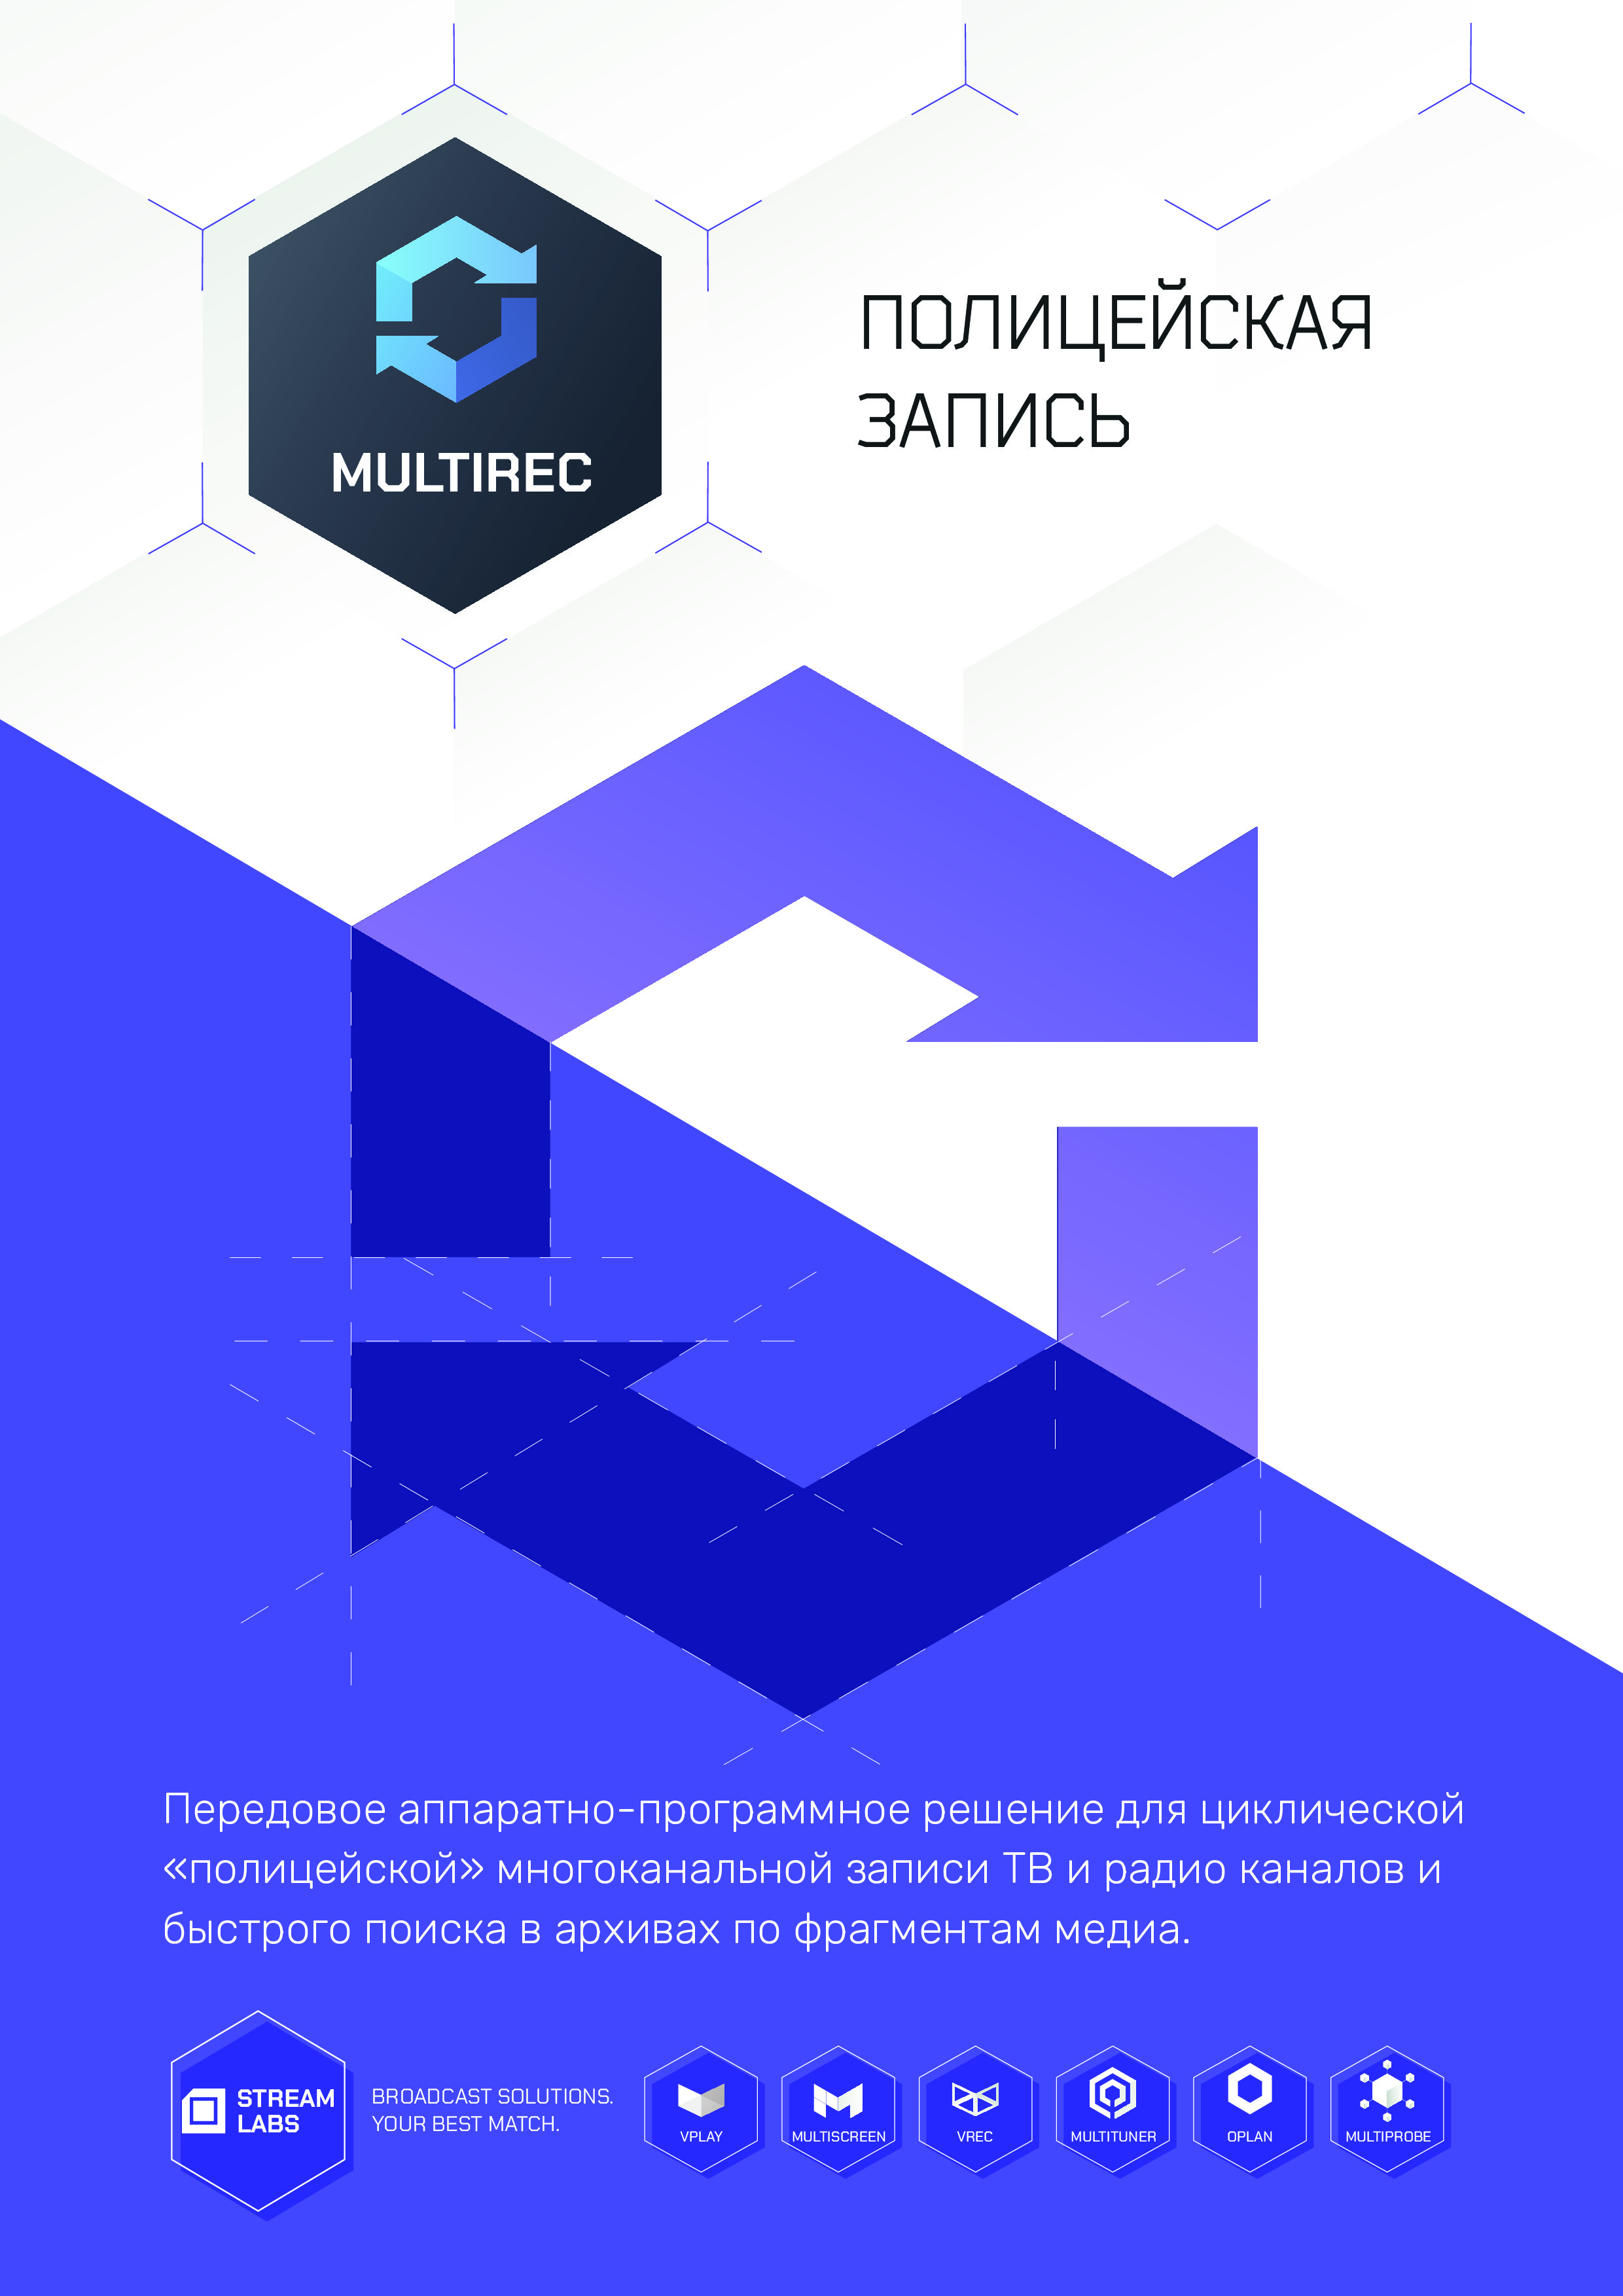 MULTIREC
ПОЛИЦЕЙСКАЯ
ЗАПИСЬ
Передовое аппаратно-программное решение для циклической
«полицейской» многоканальной записи ТВ и радио каналов и
быстрого поиска в архивах по фрагментам медиа.
STREAM
LABS
BROADCAST SOLUTIONS.
YOUR BEST MATCH.
VPLAY
MULTISCREEN
VREC
MULTITUNER
OPLAN
MULTIPROBE